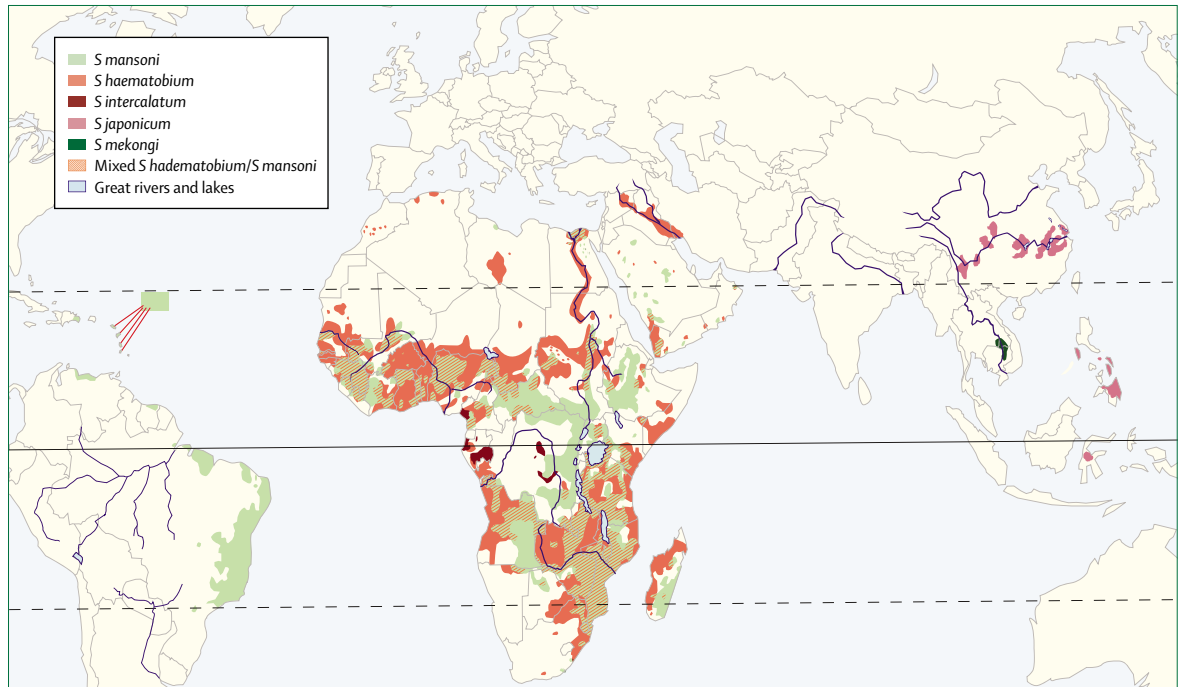 S mansoni
S haematobium
S intercalatum
S japonicum
S mekongi
Mixed S hadematobium/S mansoni
Great rivers and lakes